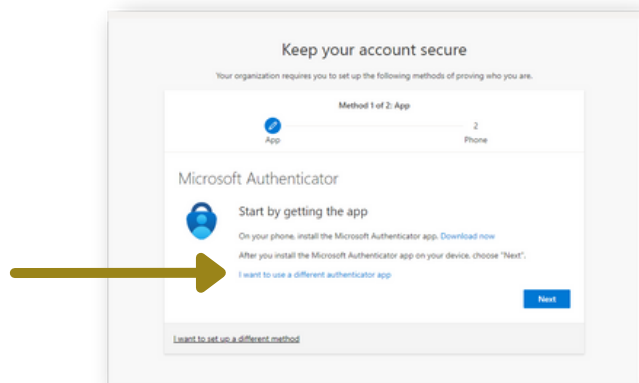 Keep your account secure
Your organization requires you to set up the following methods of proving who you are.
Method 1 of 2: App
App
2
Phone
Microsoft Authenticator
Start by getting the app
On your phone, install the Microsoft Authenticator app. Download now
After you install the Microsoft Authenticator app on your device, choose "Next".
I want to use a different authenticator app
Next
I want to set up a different method